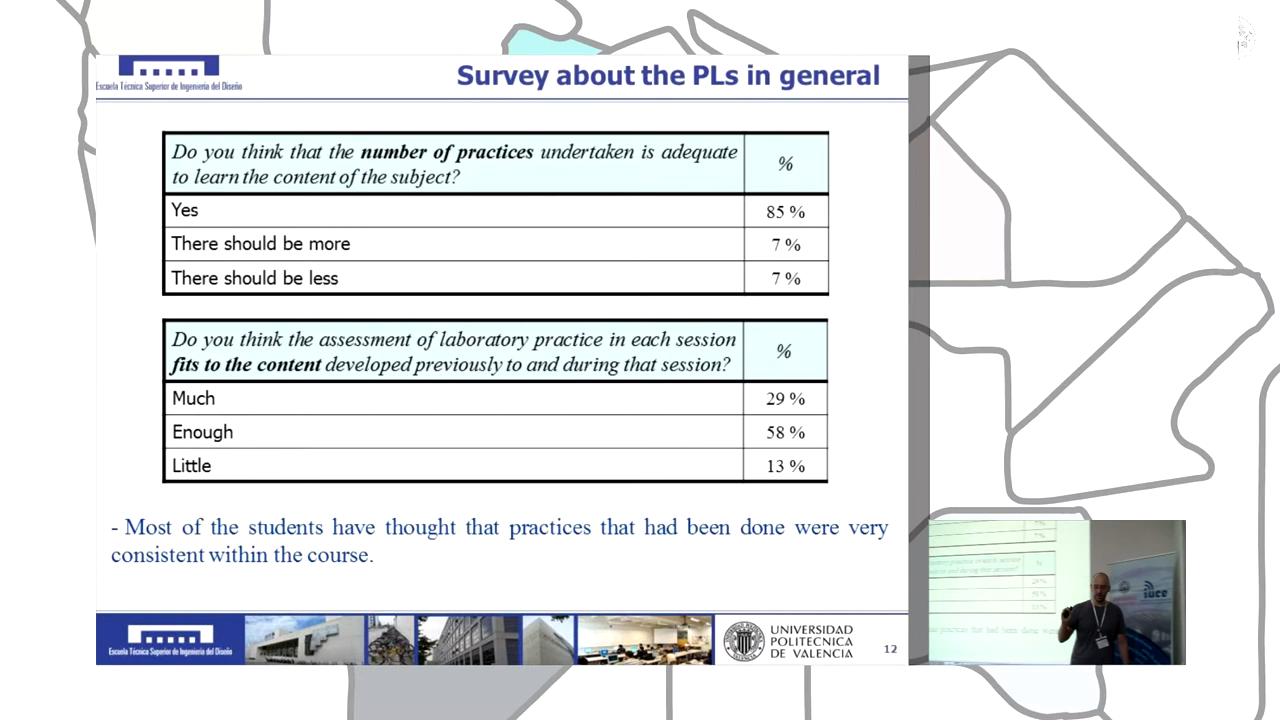 Escuela Técnica Superior de Ingeniería del Diseño
Survey about the PLs in general
Do you think that the number of practices undertaken is adequate
to learn the content of the subject?
%
Yes
85 %
There should be more
7 %
There should be less
7 %
Do you think the assessment of laboratory practice in each session
fits to the content developed previously to and during that session?
%
Much
29 %
Enough
58 %
Little
13 %
- Most of the students have thought that practices that had been done were very
consistent within the course.
Escuela Técnica Superior de Ingeniería del Diseño
UNIVERSIDAD
POLITECNICA
DE VALENCIA
12
iuce